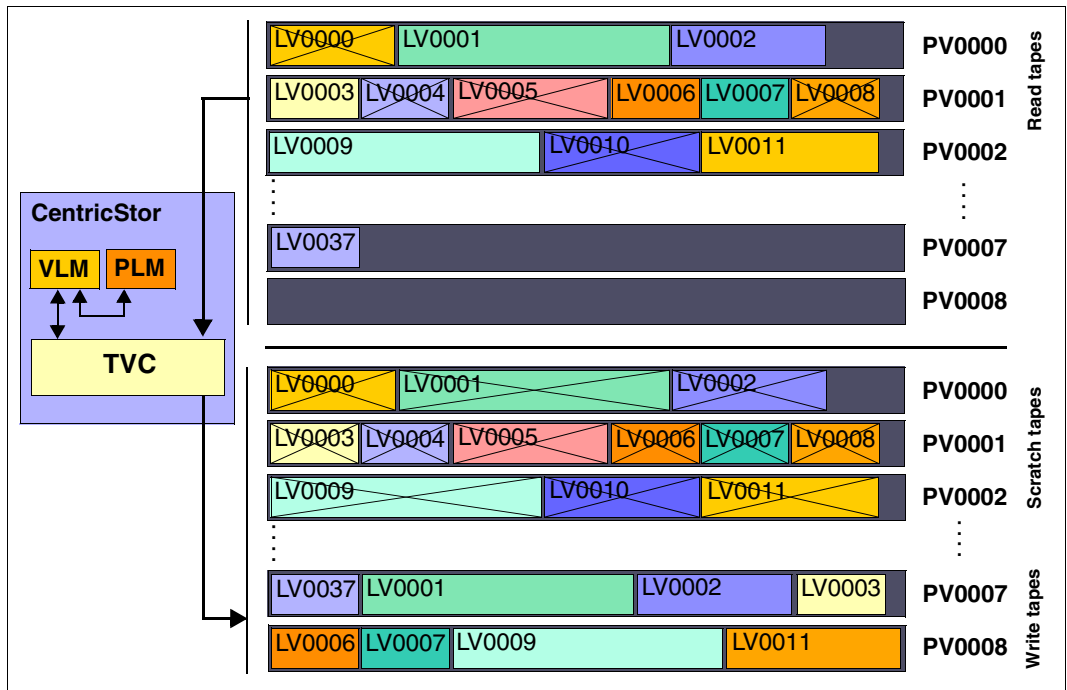 LV0000 LV0001 LV0002 PV0000
LV0003 LV0004 LV0005 LV0006 LV0007 LV0008 PV0001
LV0009 LV0010 LV0011 PV0002
Read tapes
LV0037 PV0007
PV0008
CentricStor
VLM PLM
TVC
LV0000 LV0001 LV0002 PV0000
LV0003 LV0004 LV0005 LV0006 LV0007 LV0008 PV0001
LV0009 LV0010 LV0011 PV0002
Scratch tapes
LV0037 LV0001 LV0002 LV0003 PV0007
LV0006 LV0007 LV0009 LV0011 PV0008
Write tapes